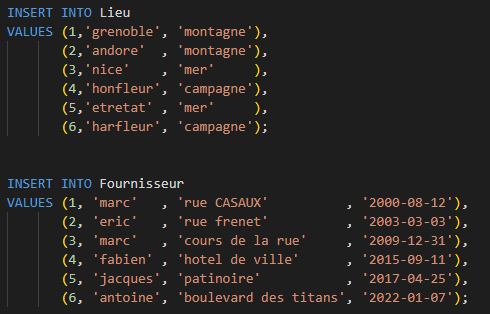 INSERT INTO Lieu
VALUES (1,'grenoble', 'montagne'),
(2,'andore'  , 'montagne'),
(3,'nice'    , 'mer'     ),
(4,'honfleur', 'campagne'),
(5,'etretat' , 'mer'     ),
(6,'harfleur', 'campagne');
INSERT INTO Fournisseur
VALUES (1, 'marc'   , 'rue CASAUX'          , '2000-08-12'),
(2, 'eric'   , 'rue frenet'          , '2003-03-03'),
(3, 'marc'   , 'cours de la rue'     , '2009-12-31'),
(4, 'fabien' , 'hotel de ville'      , '2015-09-11'),
(5, 'jacques', 'patinoire'           , '2017-04-25'),
(6, 'antoine', 'boulevard des titans', '2022-01-07');